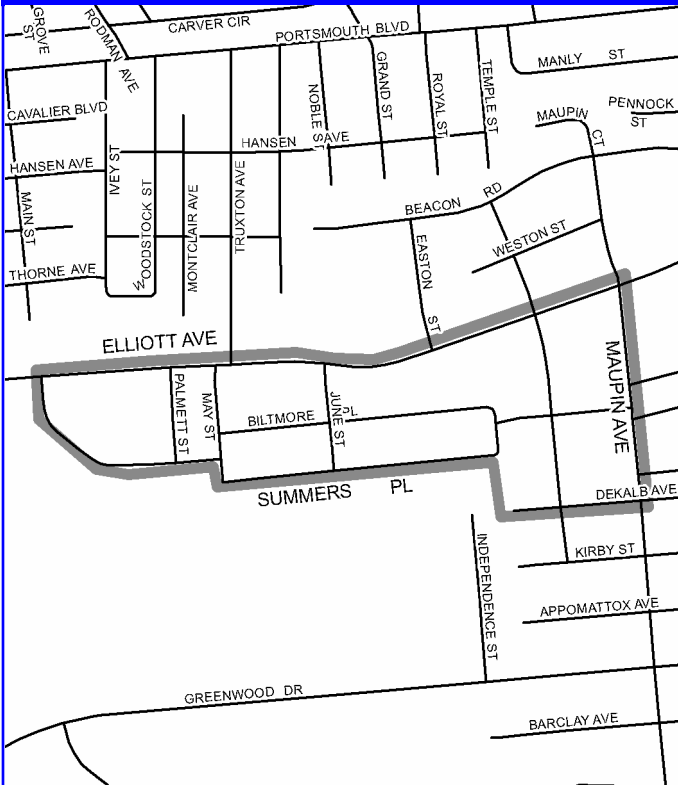 GROVE
ST
RODMAN AVE
CARVER CIR
PORTSMOUTH BLVD
MANLY ST
CAVALIER BLVD
NOBLE ST
GRAND ST
ROYAL ST
TEMPLE ST
PENNOCK
ST
MAUPIN
CT
HANSEN AVE
HANSEN AVE
IVEY ST
MAIN ST
WOODSTOCK ST
MONTCLAIR AVE
TRUXTON AVE
BEACON RD
WESTON ST
EASTON ST
THORNE AVE
ELLIOTT AVE
MAUPIN AVE
PALMETT ST
MAY ST
JUNE ST
BILTMORE PL
SUMMERS PL
DEKALB AVE
INDEPENDENCE ST
KIRBY ST
APPOMATTOX AVE
GREENWOOD DR
BARCLAY AVE